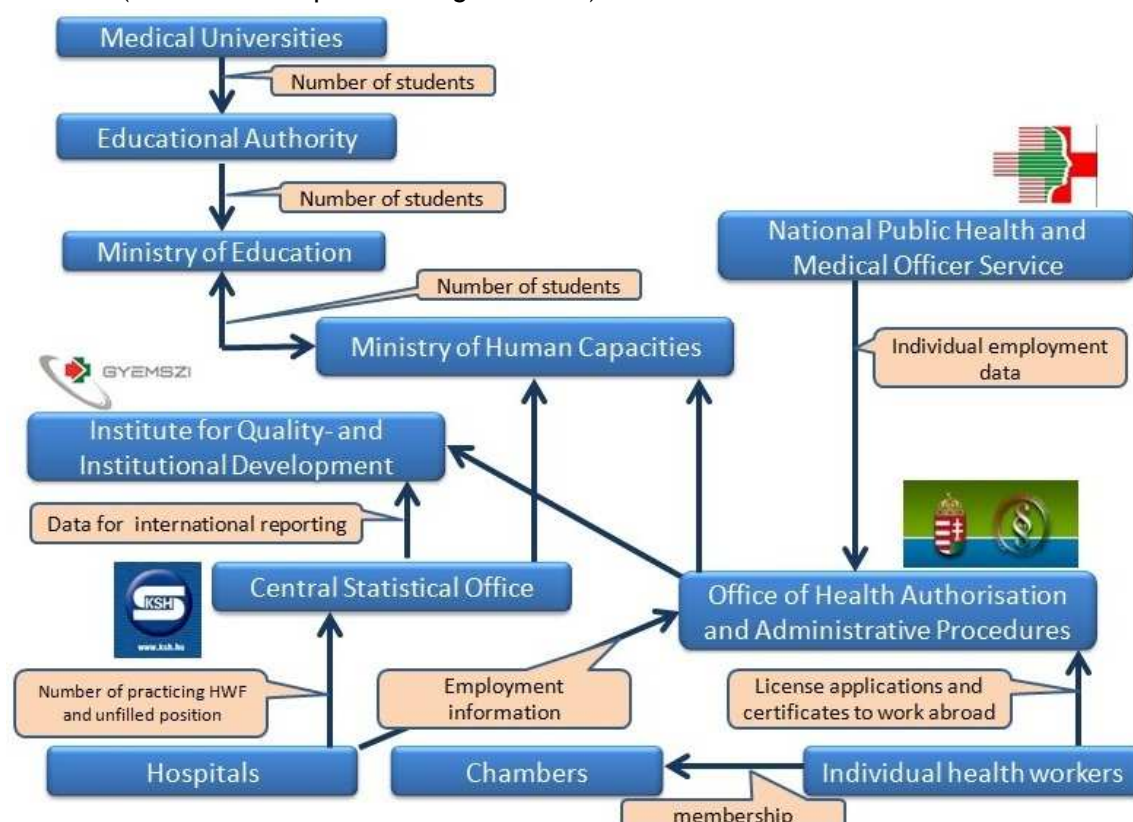 Medical Universities
Number of students
Educational Authority
Number of students
Ministry of Education
Number of students
Ministry of Human Capacities
National Public Health and
Medical Officer Service
Individual employment
data
GYEMSZI
Institute for Quality- and
Institutional Development
Data for international reporting
Central Statistical Office
KSH
www.ksh.hu
Office of Health Authorisation
and Administrative Procedures
Number of practicing HWF
and unfilled position
Employment
information
License applications and
certificates to work abroad
Hospitals
Chambers
Individual health workers
membership